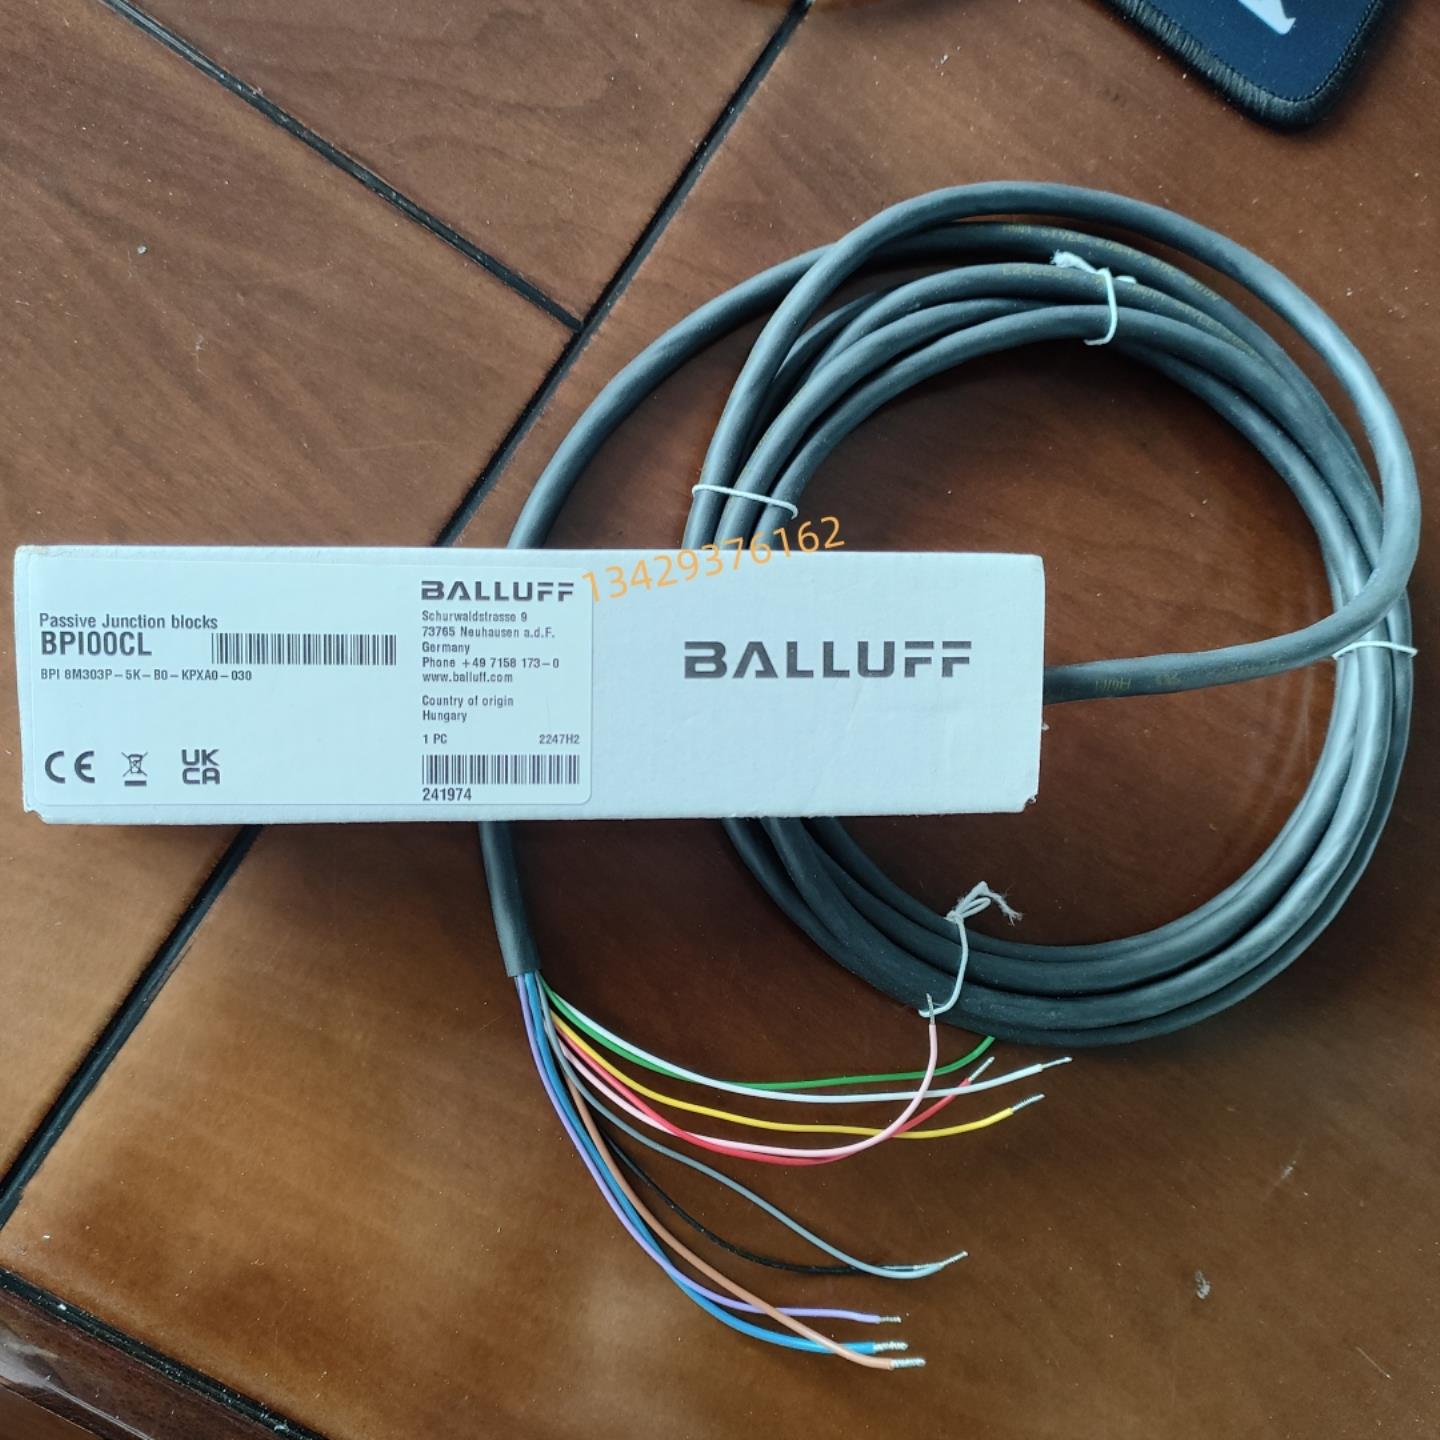 BALLUFF
Passive Junction blocks
BPI00CL
BPI 8M303P-5K-B0-KPXA0-030
Schurwaldstrasse 9
73765 Neuhausen a.d.F.
Germany
Phone +49 7158 173-0
www.balluff.com
Country of origin
Hungary
1 PC 2247H2
241974
CE
UK
CA
BALLUFF
13429376162